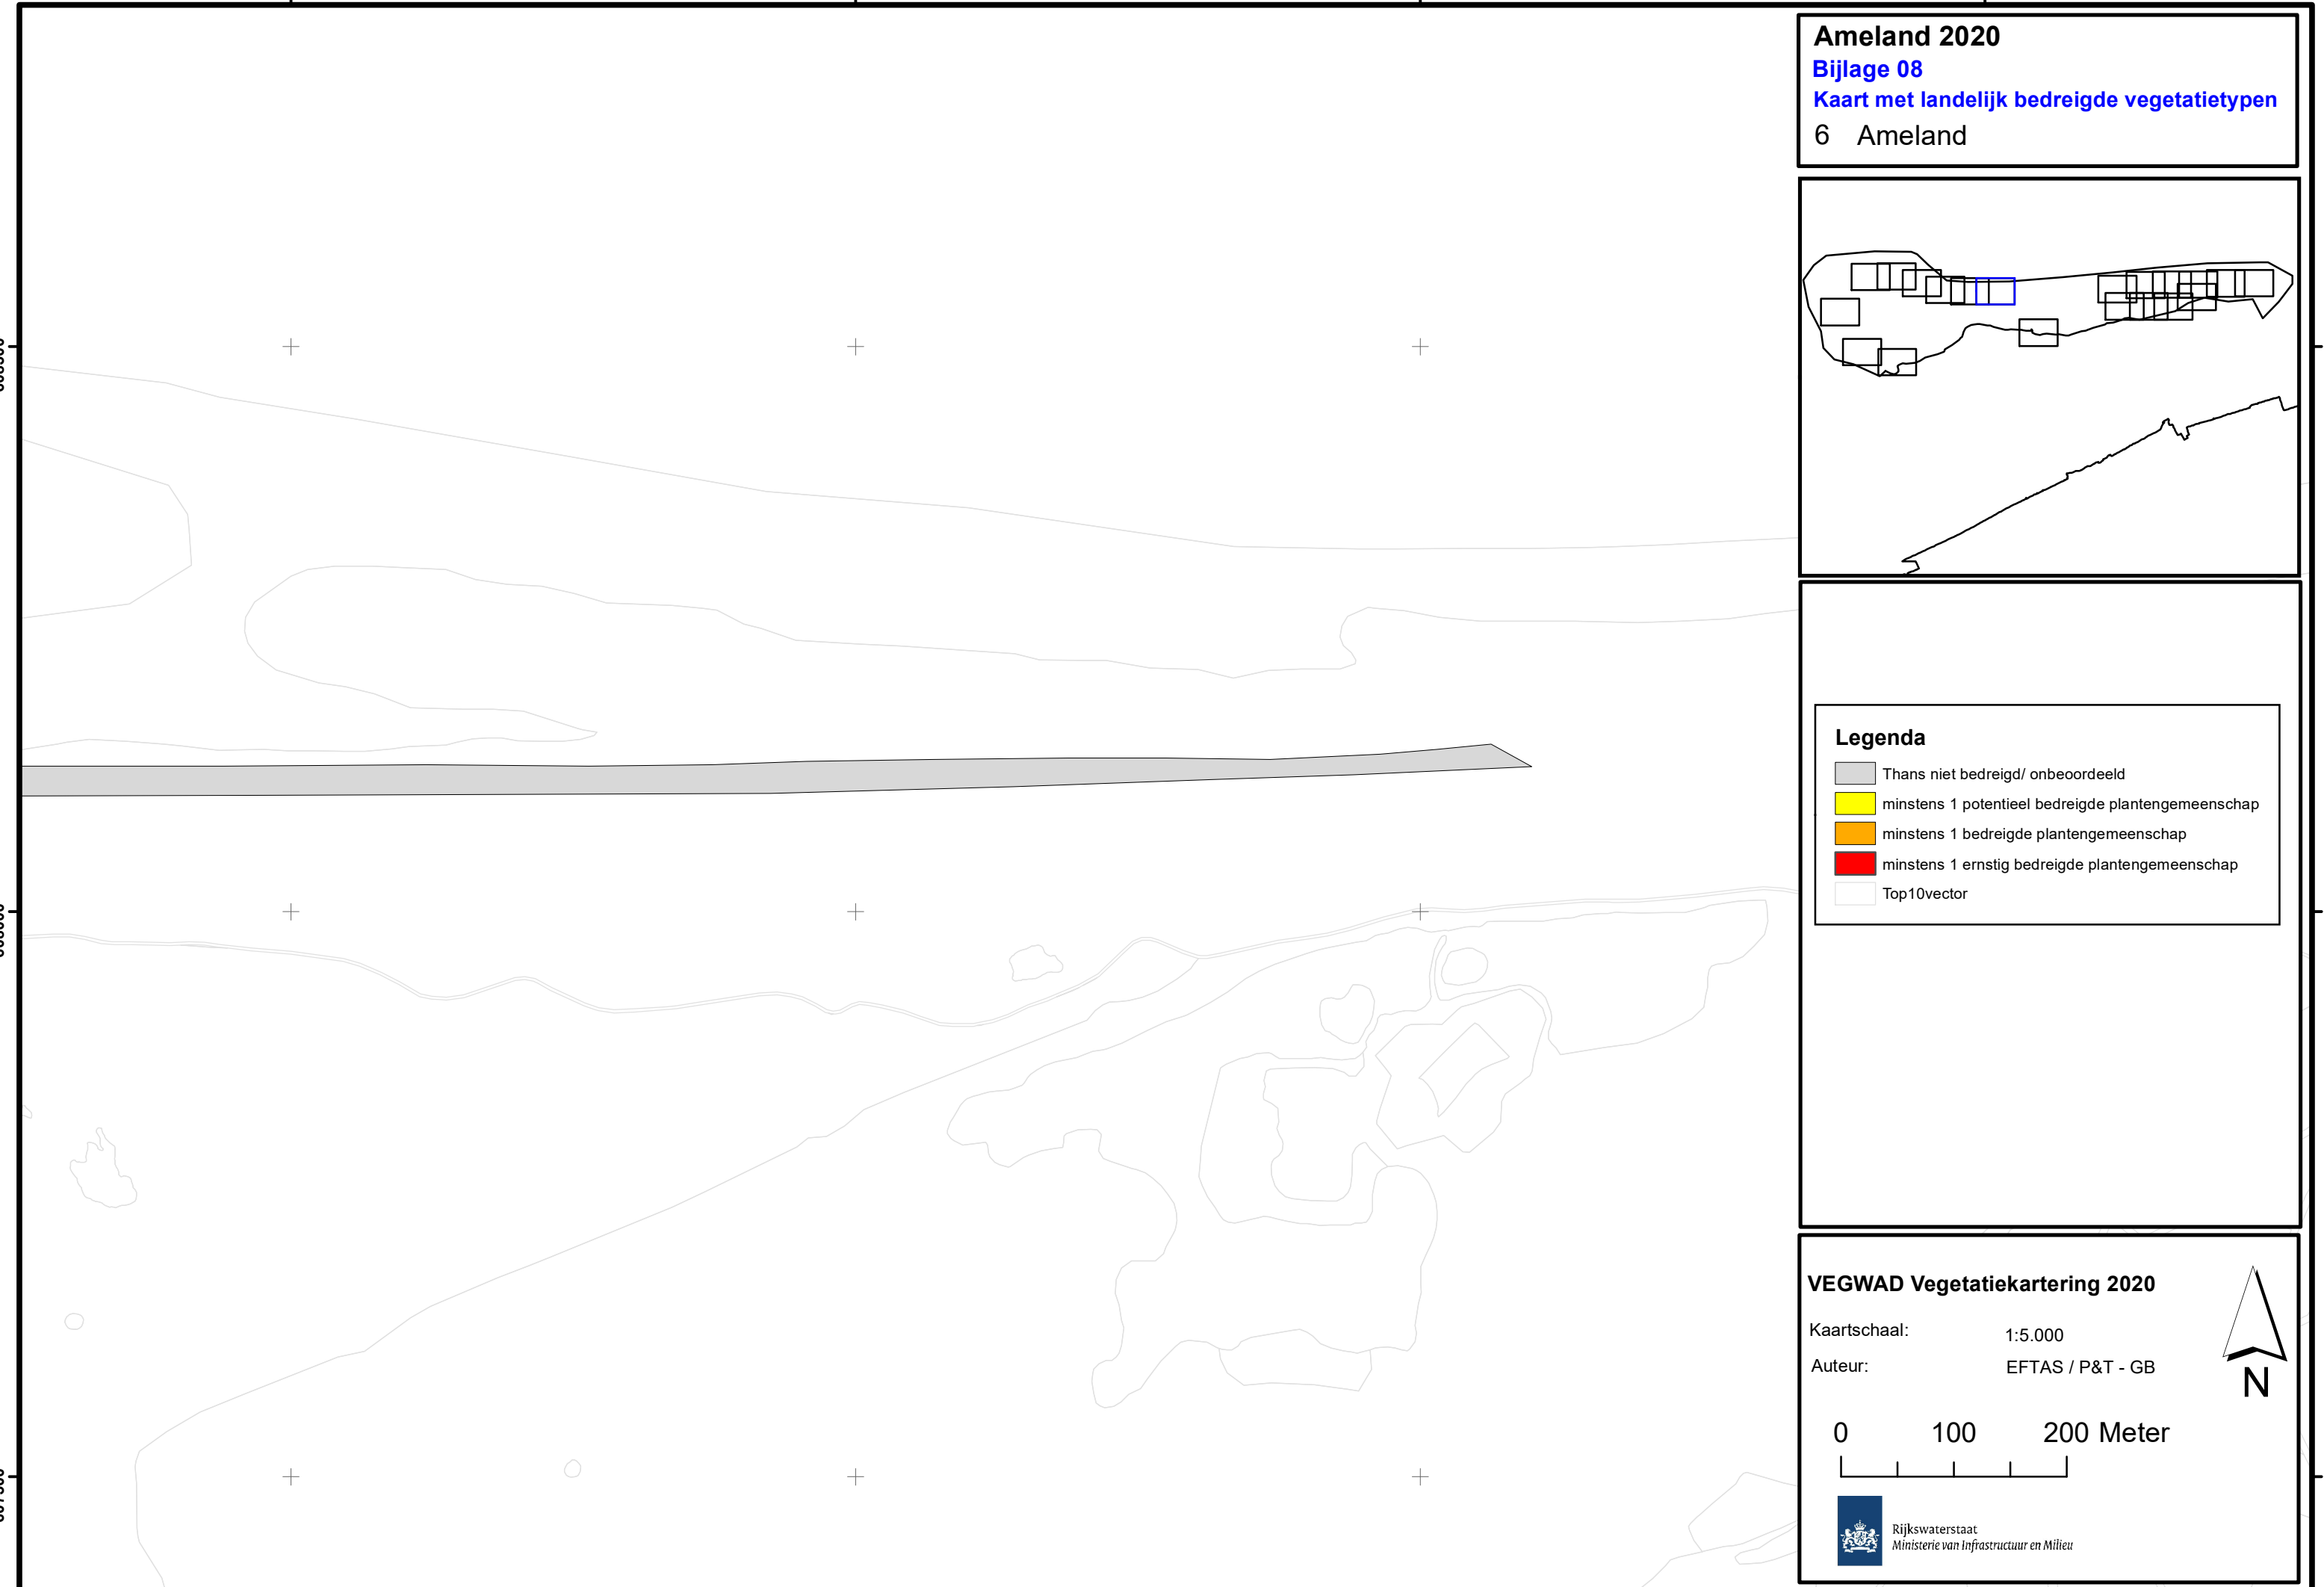 Ameland 2020
Bijlage 08
Kaart met landelijk bedreigde vegetatietypen
6 Ameland
Legenda
Thans niet bedreigd/ onbeoordeeld
minstens 1 potentieel bedreigde plantengemeenschap
minstens 1 bedreigde plantengemeenschap
minstens 1 ernstig bedreigde plantengemeenschap
Top10vector
VEGWAD Vegetatiekartering 2020
Kaartschaal: 1:5.000
Auteur: EFTAS / P&T - GB
N
0 100 200 Meter
Rijkswaterstaat
Ministerie van Infrastructuur en Milieu